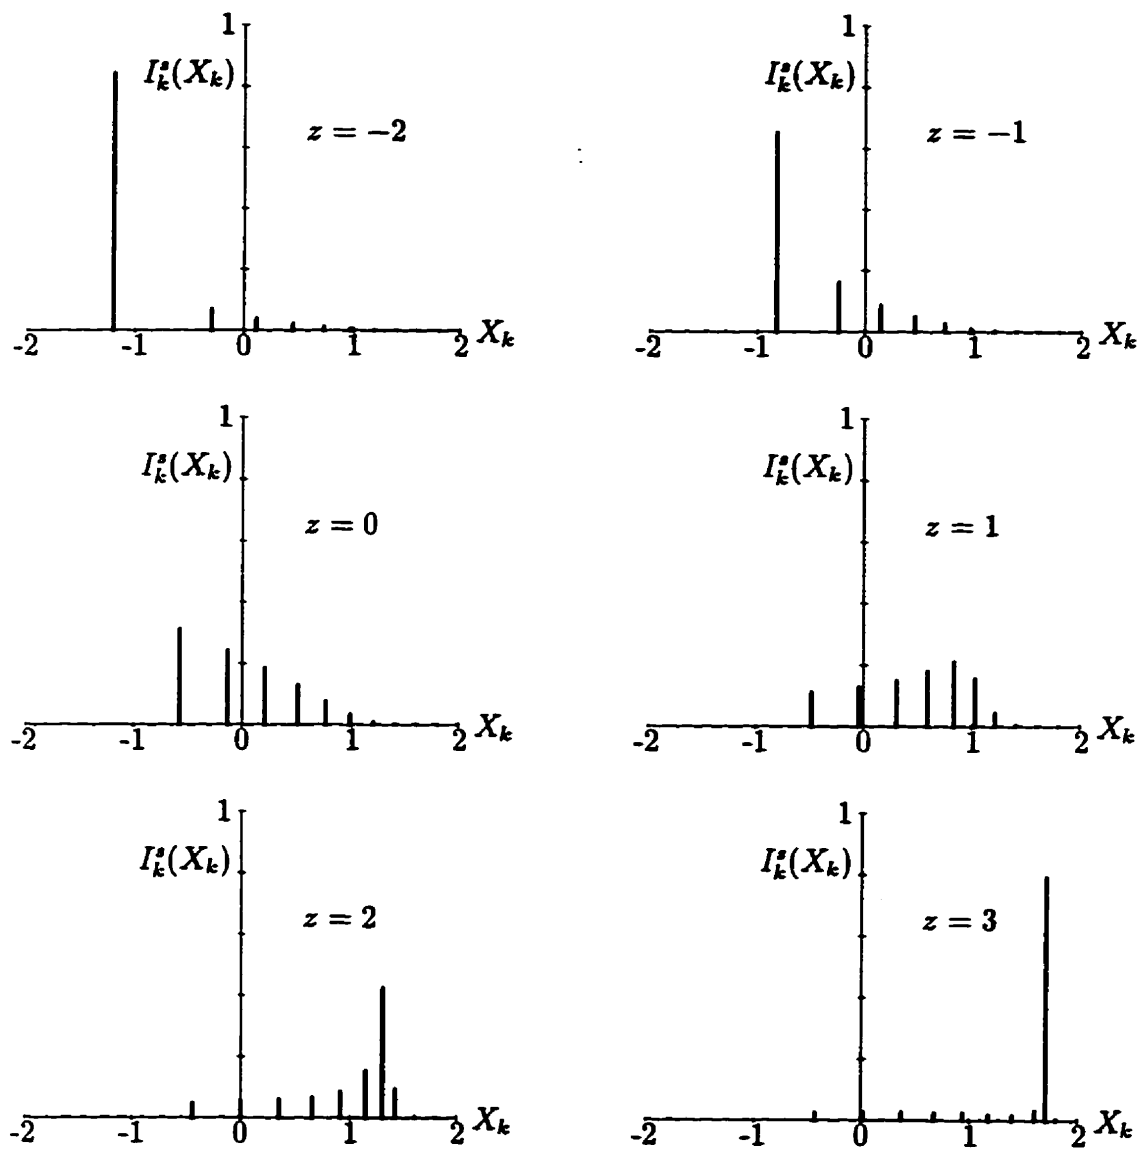 1
I_k^s(X_k)
z = −2
-2 -1 0 1 2 X_k
1
I_k^s(X_k)
z = −1
-2 -1 0 1 2 X_k
1
I_k^s(X_k)
z = 0
-2 -1 0 1 2 X_k
1
I_k^s(X_k)
z = 1
-2 -1 0 1 2 X_k
1
I_k^s(X_k)
z = 2
-2 -1 0 1 2 X_k
1
I_k^s(X_k)
z = 3
-2 -1 0 1 2 X_k